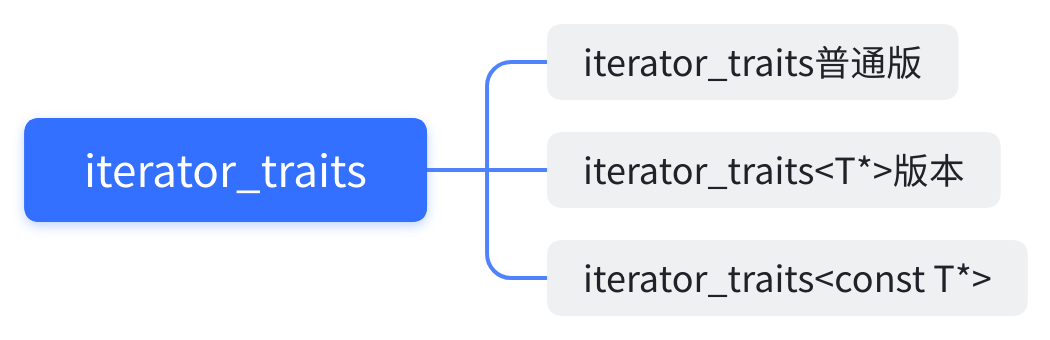 iterator_traits
iterator_traits普通版
iterator_traits<T*>版本
iterator_traits<const T*>